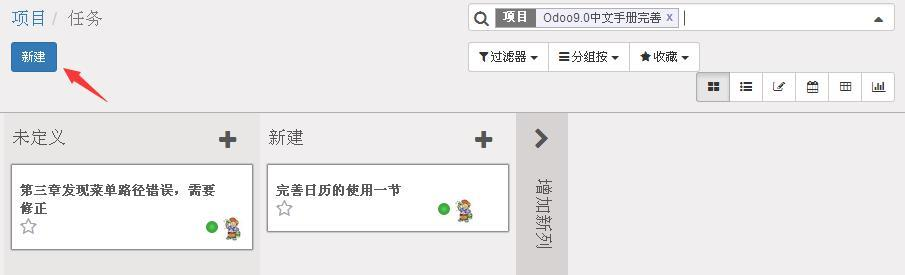 项目 / 任务
项目 Odoo9.0中文手册完善 x
新建
过滤器 分组按 收藏
未定义
新建
第三章发现菜单路径错误，需要
修正
完善日历的使用一节
增加新列